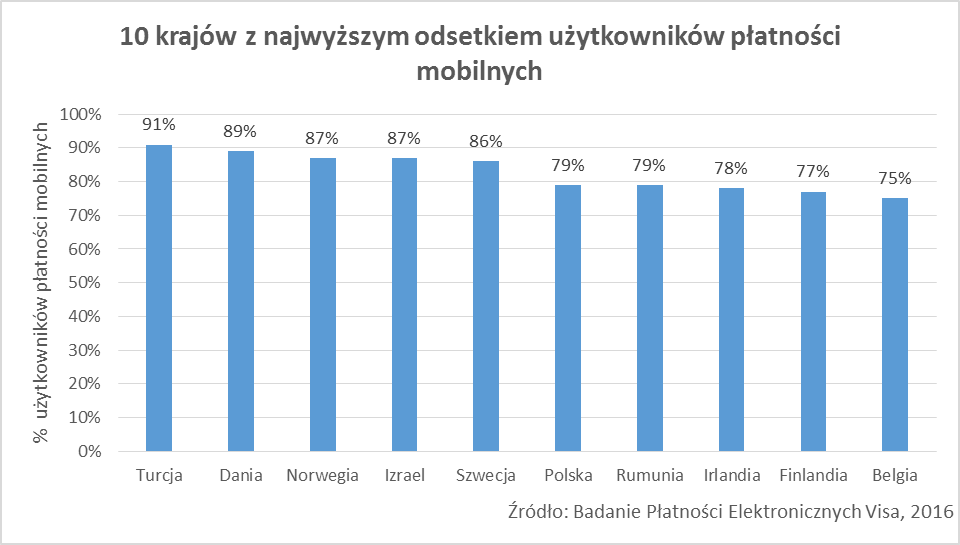 10 krajów z najwyższym odsetkiem użytkowników płatności
mobilnych
% użytkowników płatności mobilnych
100%
90%
80%
70%
60%
50%
40%
30%
20%
10%
0%
91%
89%
87%
87%
86%
79%
79%
78%
77%
75%
Turcja
Dania
Norwegia
Izrael
Szwecja
Polska
Rumunia
Irlandia
Finlandia
Belgia
Źródło: Badanie Płatności Elektronicznych Visa, 2016